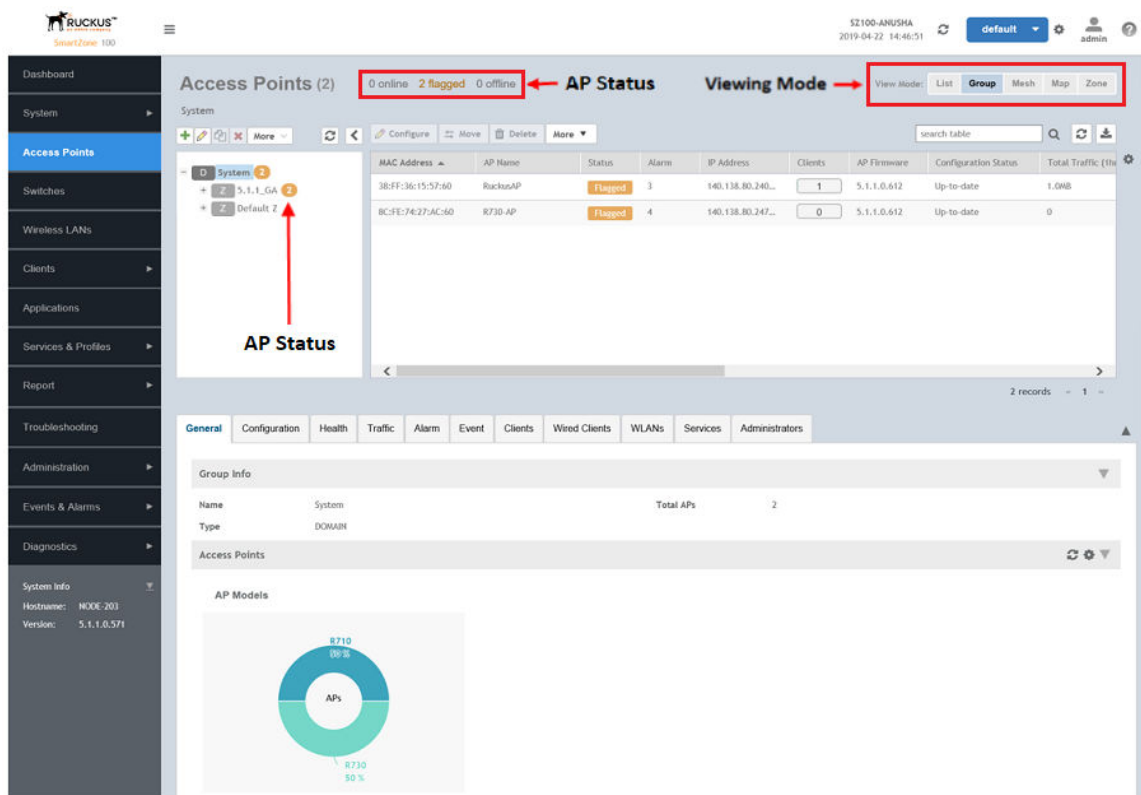 RUCKUS™
SmartZone 100
SZ100-ANUSHA
2019-04-22 14:46:51
default
admin
Dashboard
System
Access Points
Switches
Wireless LANs
Clients
Applications
Services & Profiles
Report
Troubleshooting
Administration
Events & Alarms
Diagnostics
System Info
Hostname: NODE-203
Version: 5.1.1.0.571
Access Points (2)
0 online 2 flagged 0 offline
AP Status
Viewing Mode
View Mode: List Group Mesh Map Zone
System
More
Configure Move Delete More
search table
D System 2
Z 5.1.1_GA 2
Z Default Z
AP Status
MAC Address AP Name Status Alarm IP Address Clients AP Firmware Configuration Status Total Traffic (1h
38:FF:36:15:57:60 RuckusAP Flagged 3 140.138.80.240... 1 5.1.1.0.612 Up-to-date 1.0MB
BC:FE:74:27:AC:60 R730-AP Flagged 4 140.138.80.247... 0 5.1.1.0.612 Up-to-date 0
2 records 1
General Configuration Health Traffic Alarm Event Clients Wired Clients WLANs Services Administrators
Group Info
Name System Total APs 2
Type DOMAIN
Access Points
AP Models
R710
50 %
APs
R730
50 %